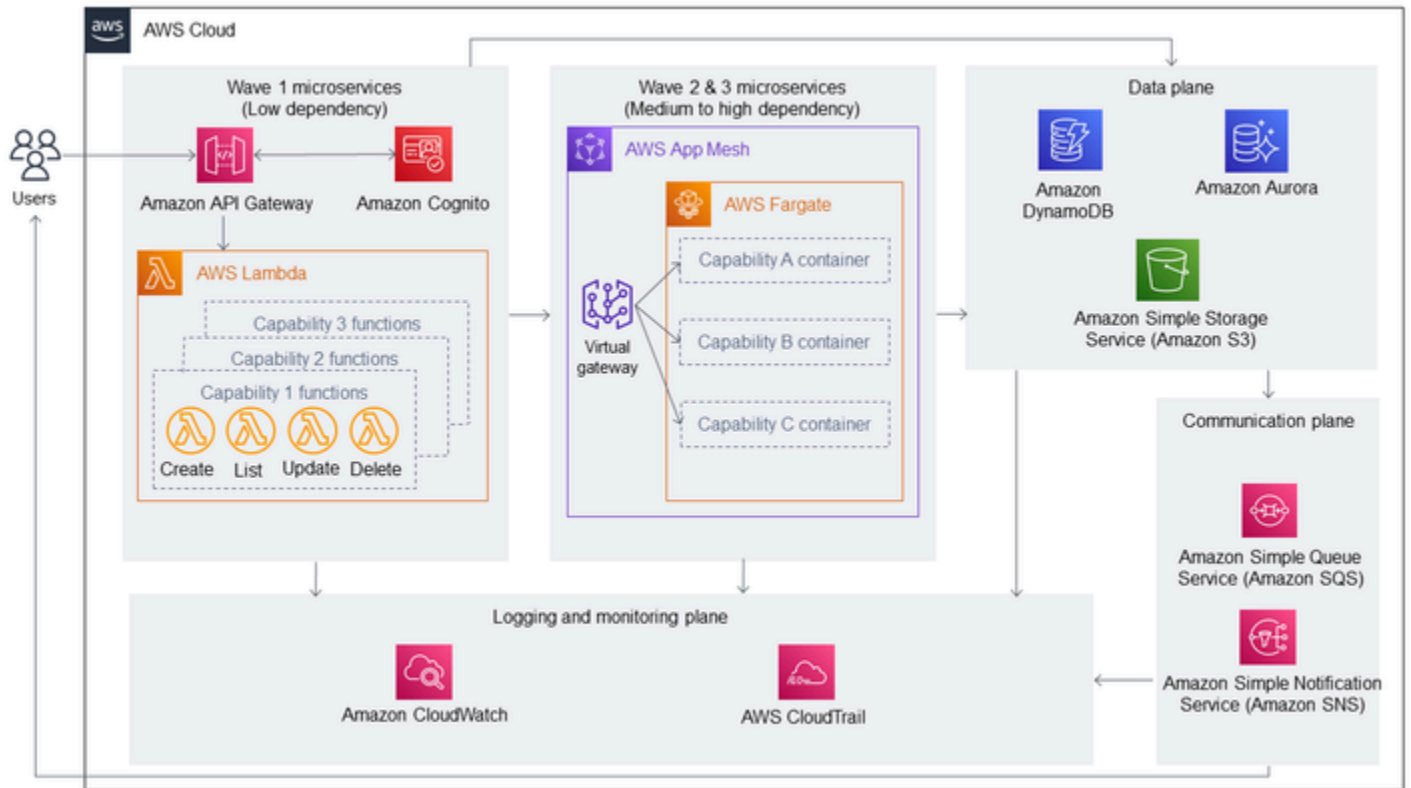 aws
AWS Cloud
Users
Wave 1 microservices
(Low dependency)
Amazon API Gateway
Amazon Cognito
AWS Lambda
Capability 3 functions
Capability 2 functions
Capability 1 functions
Create
List
Update
Delete
Wave 2 & 3 microservices
(Medium to high dependency)
AWS App Mesh
AWS Fargate
Virtual
gateway
Capability A container
Capability B container
Capability C container
Data plane
Amazon
DynamoDB
Amazon Aurora
Amazon Simple Storage
Service (Amazon S3)
Communication plane
Amazon Simple Queue
Service (Amazon SQS)
Amazon Simple Notification
Service (Amazon SNS)
Logging and monitoring plane
Amazon CloudWatch
AWS CloudTrail